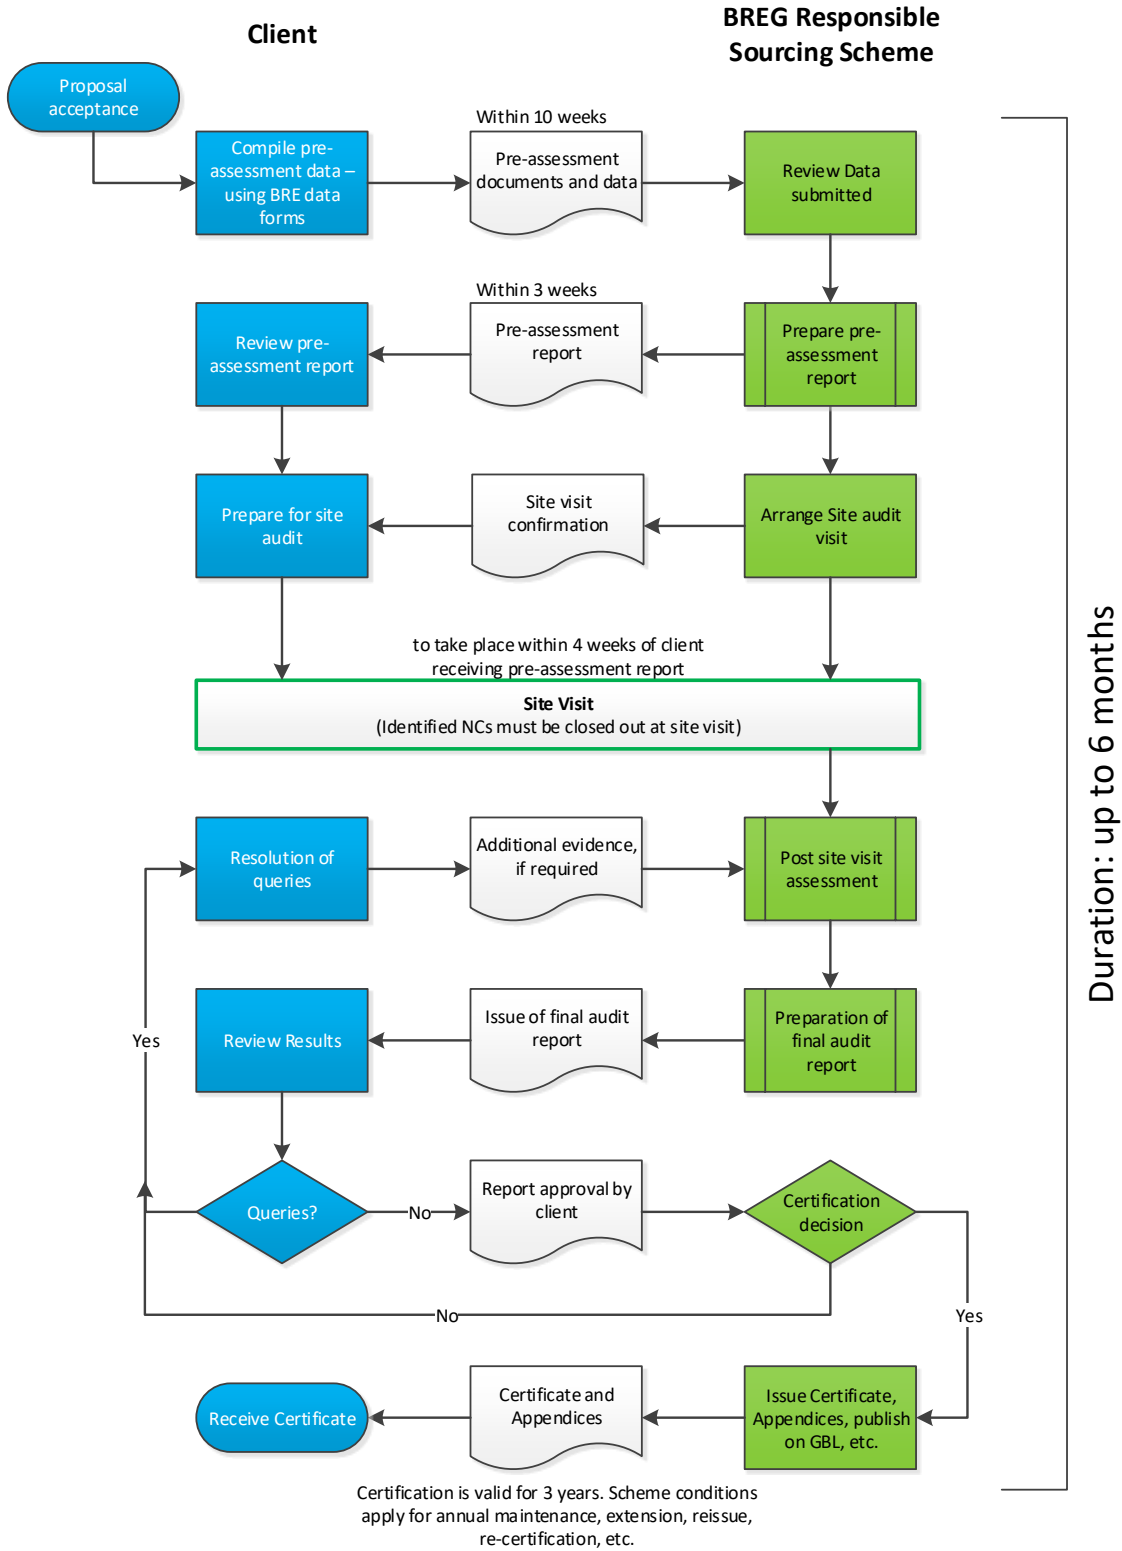 Client
BREG Responsible
Sourcing Scheme
Proposal
acceptance
Within 10 weeks
Compile pre-
assessment data –
using BRE data
forms
Pre-assessment
documents and data
Review Data
submitted
Within 3 weeks
Review pre-
assessment report
Pre-assessment
report
Prepare pre-
assessment
report
Prepare for site
audit
Site visit
confirmation
Arrange Site audit
visit
to take place within 4 weeks of client
receiving pre-assessment report
Site Visit
(Identified NCs must be closed out at site visit)
Resolution of
queries
Additional evidence,
if required
Post site visit
assessment
Yes
Review Results
Issue of final audit
report
Preparation of
final audit
report
Queries?
No
Report approval by
client
Certification
decision
No
Yes
Receive Certificate
Certificate and
Appendices
Issue Certificate,
Appendices, publish
on GBL, etc.
Certification is valid for 3 years. Scheme conditions
apply for annual maintenance, extension, reissue,
re-certification, etc.
Duration: up to 6 months